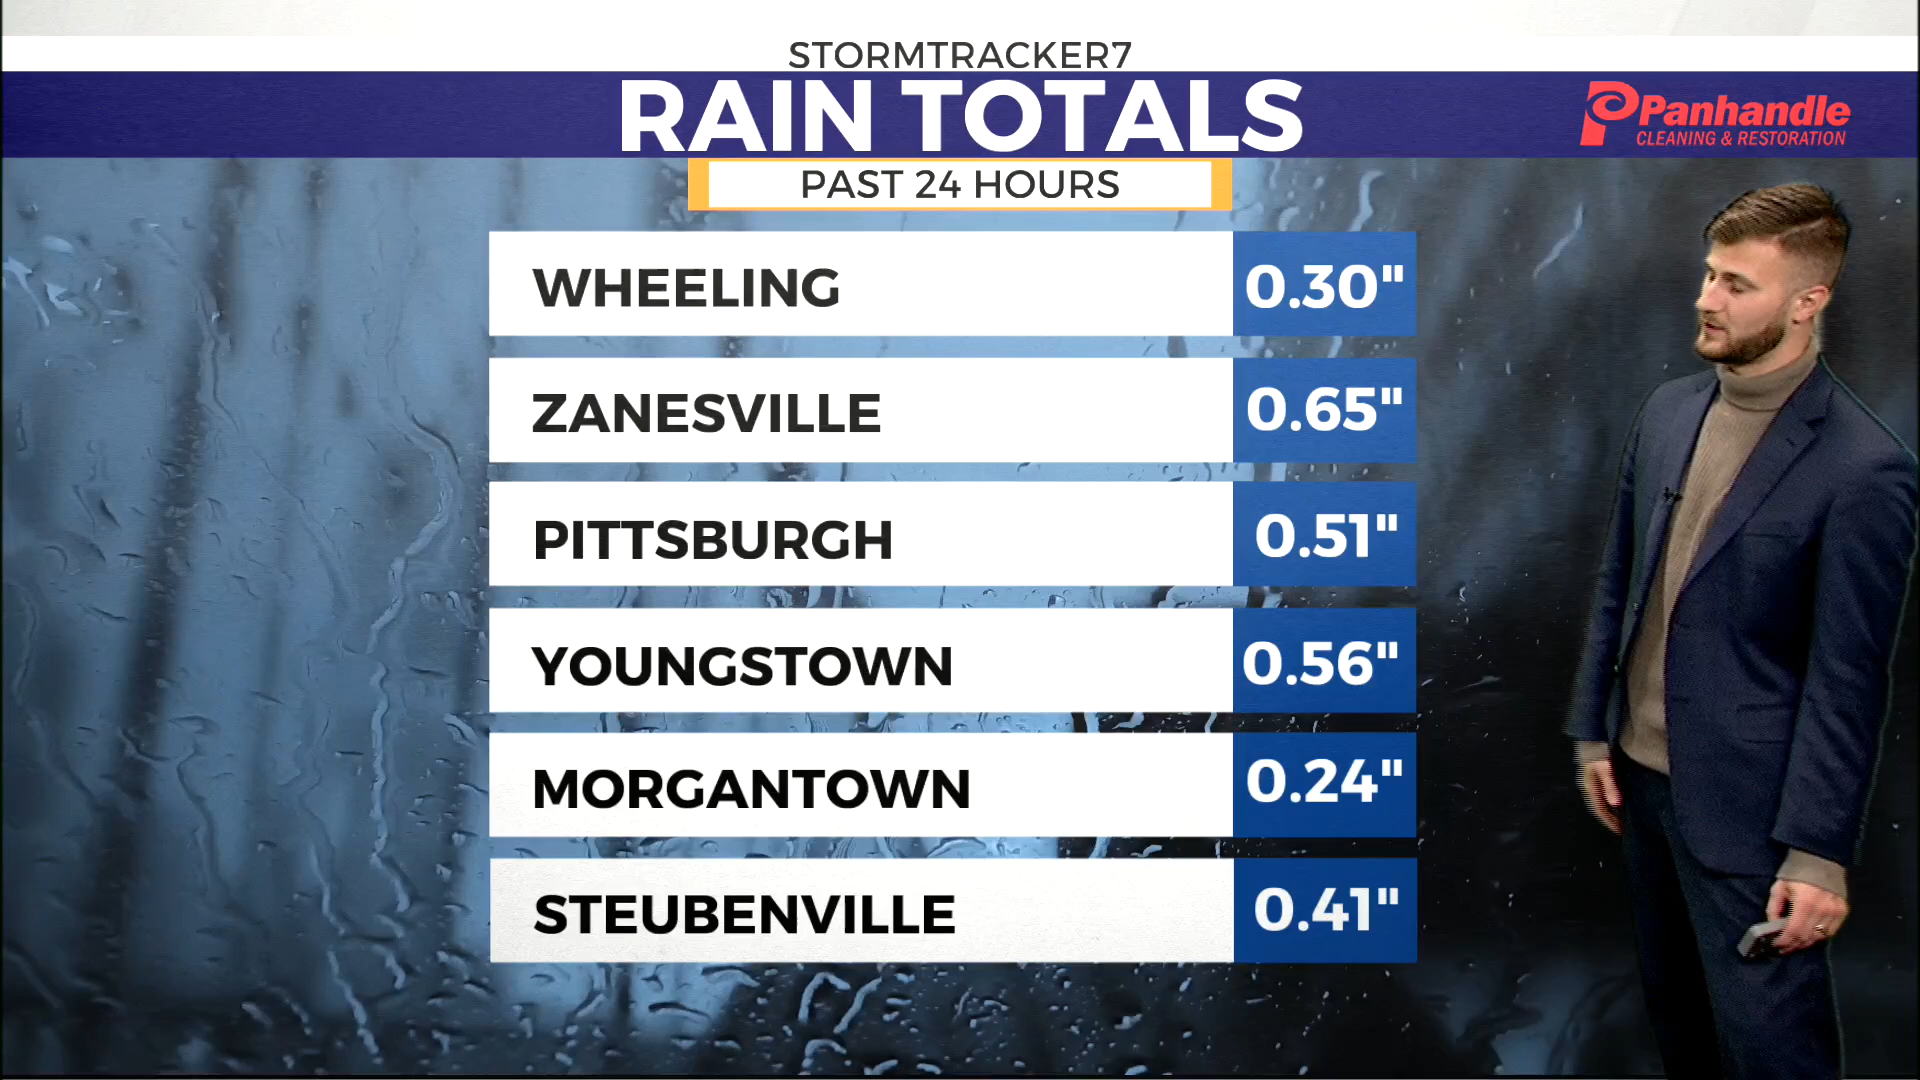 STORMTRACKER7
RAIN TOTALS
Panhandle
CLEANING & RESTORATION
PAST 24 HOURS
WHEELING 0.30"
ZANESVILLE 0.65"
PITTSBURGH 0.51"
YOUNGSTOWN 0.56"
MORGANTOWN 0.24"
STEUBENVILLE 0.41"